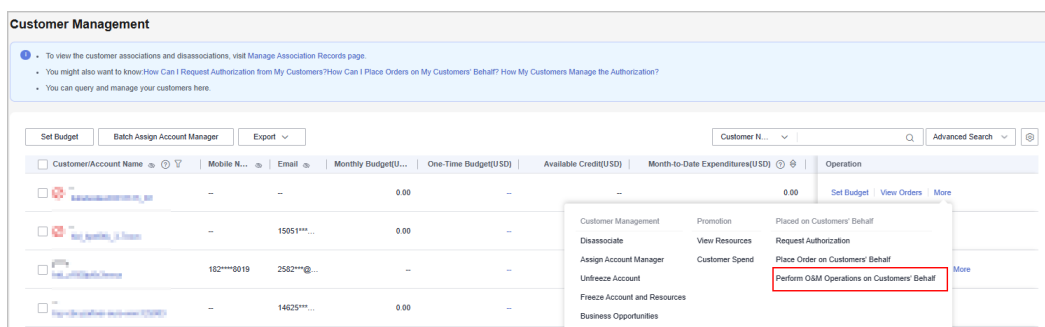 Customer Management
To view the customer associations and disassociations, visit Manage Association Records page.
You might also want to know:How Can I Request Authorization from My Customers?How Can I Place Orders on My Customers' Behalf? How My Customers Manage the Authorization?
You can query and manage your customers here.
Set Budget Batch Assign Account Manager Export Customer N... Advanced Search
Customer/Account Name Mobile N... Email Monthly Budget(U... One-Time Budget(USD) Available Credit(USD) Month-to-Date Expenditures(USD) Operation
-- -- 0.00 -- -- 0.00 Set Budget View Orders More
-- 15051***... 0.00 --
182****8019 2582***@... -- -- More
-- 14625***... 0.00 --
Customer Management Promotion Placed on Customers' Behalf
Disassociate View Resources Request Authorization
Assign Account Manager Customer Spend Place Order on Customers' Behalf
Unfreeze Account Perform O&M Operations on Customers' Behalf
Freeze Account and Resources
Business Opportunities